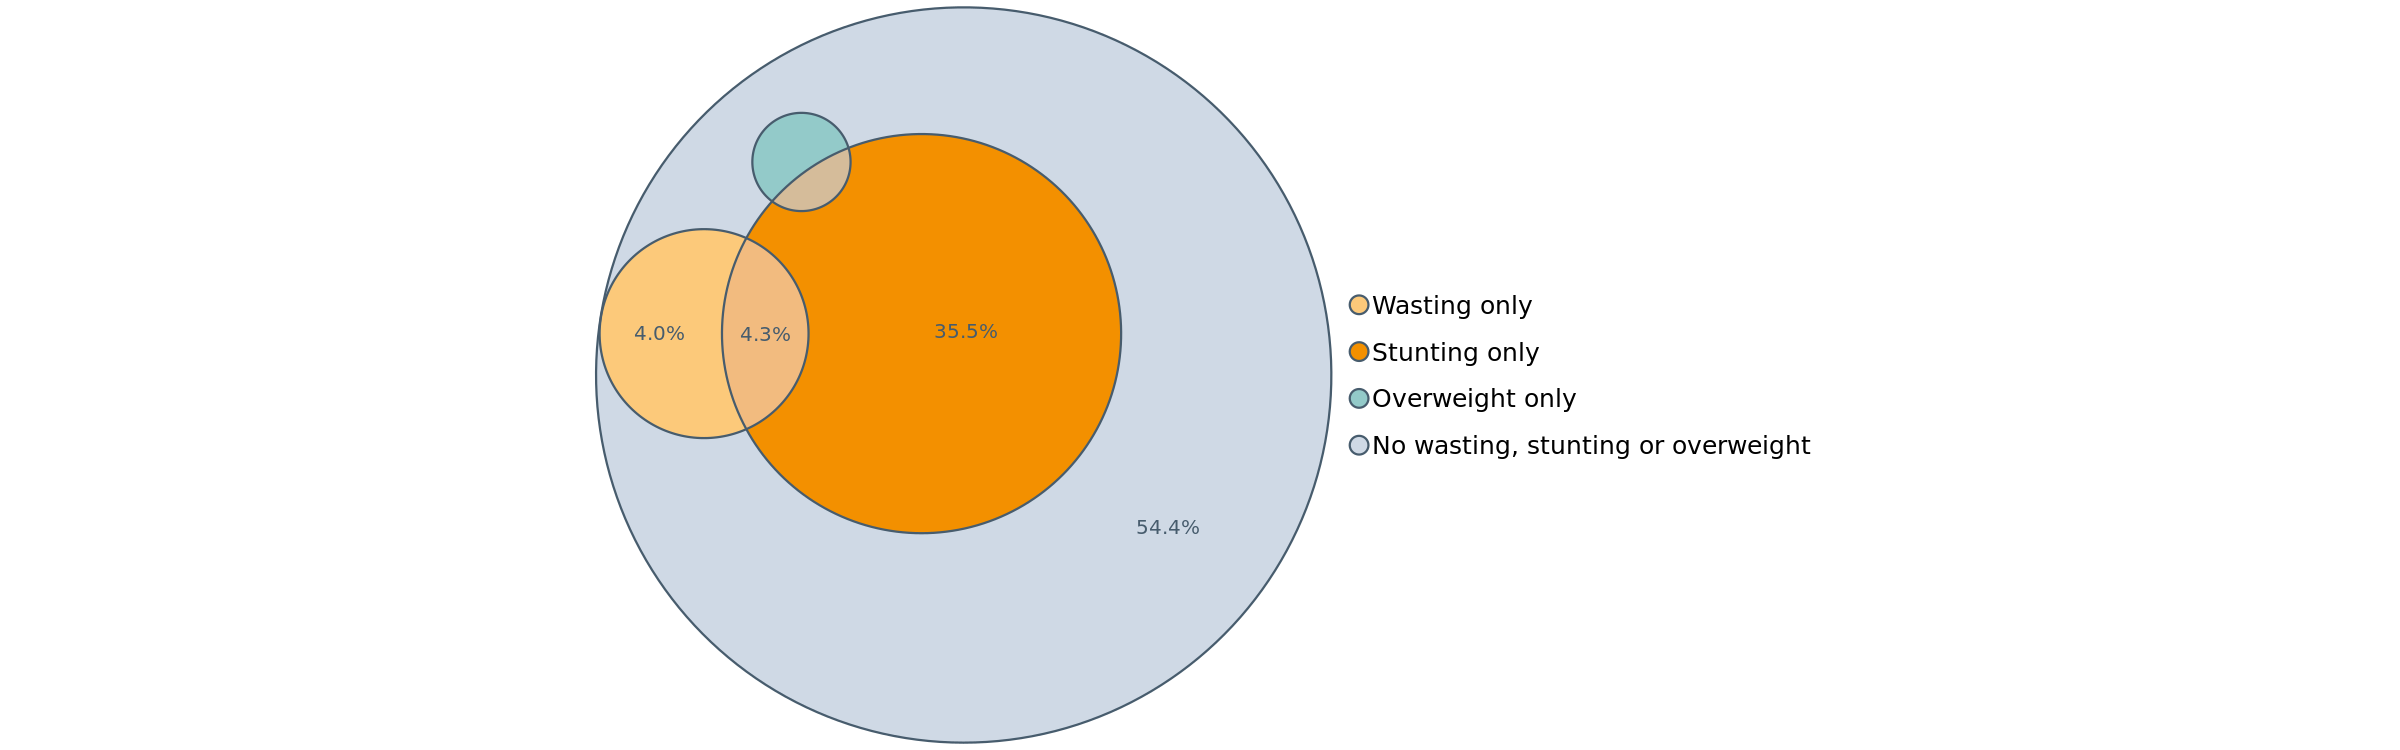 4.0%
4.3%
35.5%
54.4%
Wasting only
Stunting only
Overweight only
No wasting, stunting or overweight